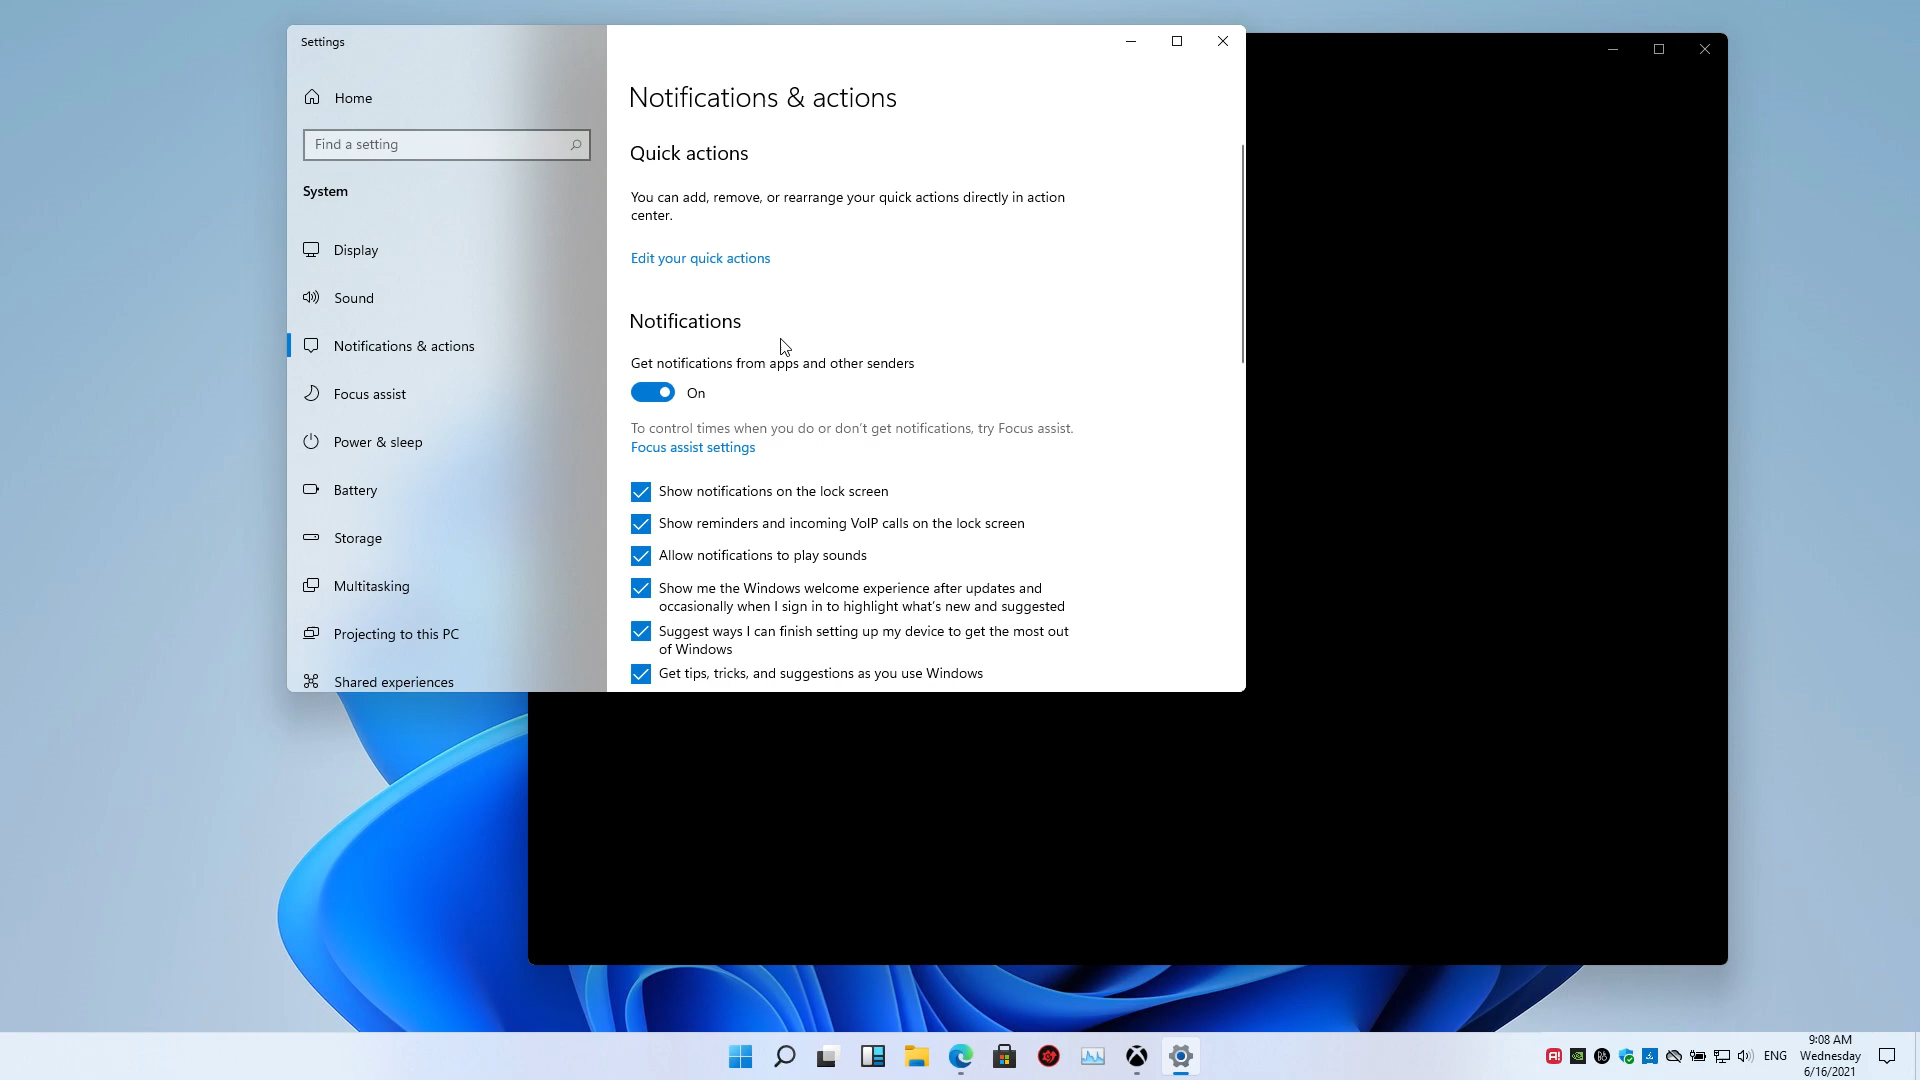 Settings
Home
Find a setting
System
Display
Sound
Notifications & actions
Focus assist
Power & sleep
Battery
Storage
Multitasking
Projecting to this PC
Shared experiences
Notifications & actions
Quick actions
You can add, remove, or rearrange your quick actions directly in action
center.
Edit your quick actions
Notifications
Get notifications from apps and other senders
On
To control times when you do or don't get notifications, try Focus assist.
Focus assist settings
Show notifications on the lock screen
Show reminders and incoming VoIP calls on the lock screen
Allow notifications to play sounds
Show me the Windows welcome experience after updates and
occasionally when I sign in to highlight what's new and suggested
Suggest ways I can finish setting up my device to get the most out
of Windows
Get tips, tricks, and suggestions as you use Windows
ENG
9:08 AM
Wednesday
6/16/2021